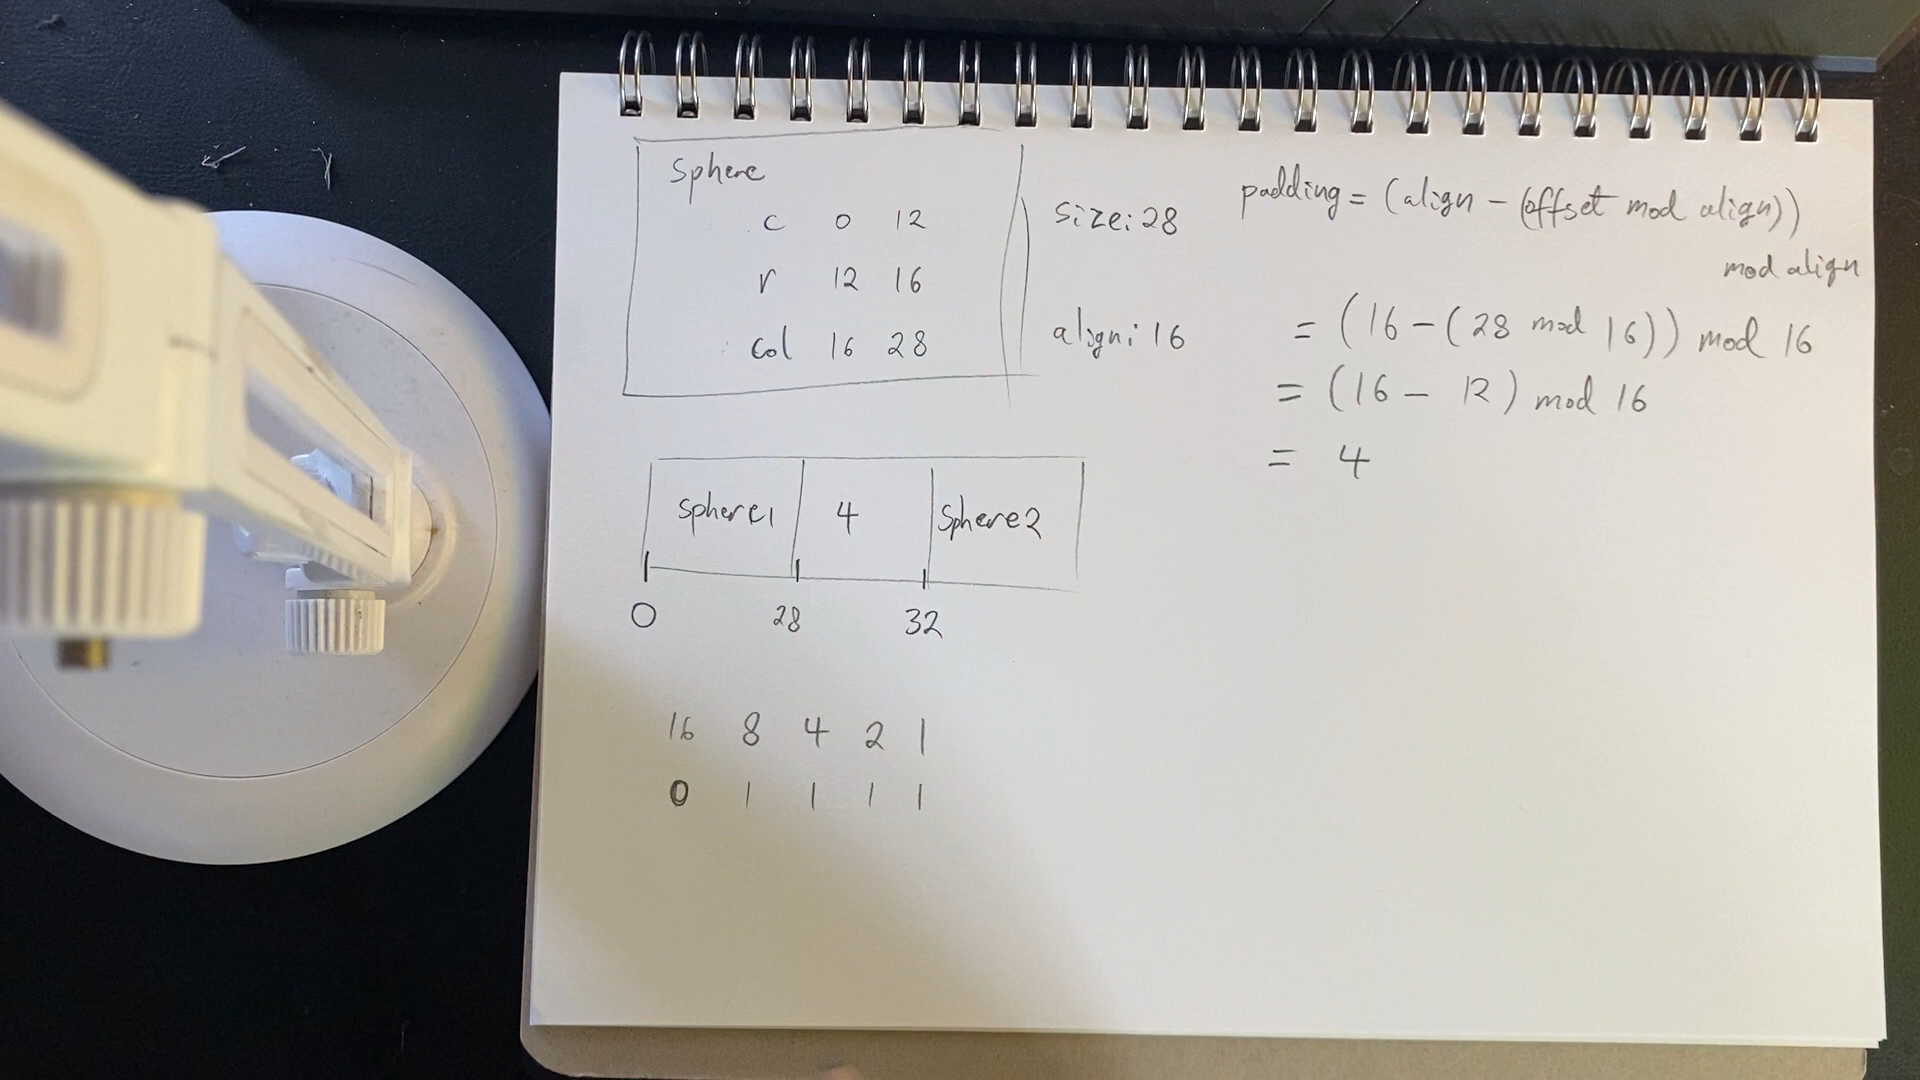 Sphere
c 0 12
r 12 16
col 16 28
size: 28
align: 16
padding = (align - (offset mod align))
mod align
= (16 - (28 mod 16)) mod 16
= (16 - 12) mod 16
= 4
sphere1 4 sphere2
0 28 32
16 8 4 2 1
0 1 1 1 1